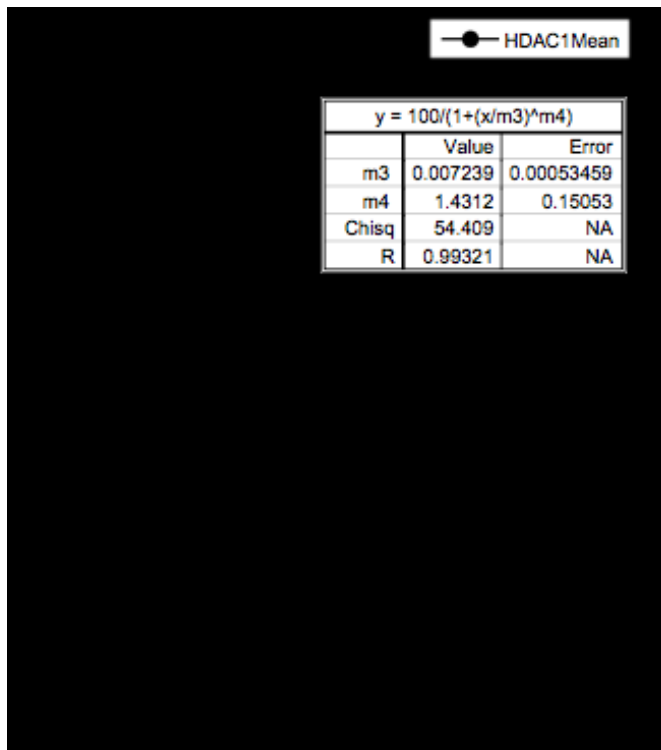 HDAC1Mean
y = 100/(1+(x/m3)^m4)
Value Error
m3 0.007239 0.00053459
m4 1.4312 0.15053
Chisq 54.409 NA
R 0.99321 NA